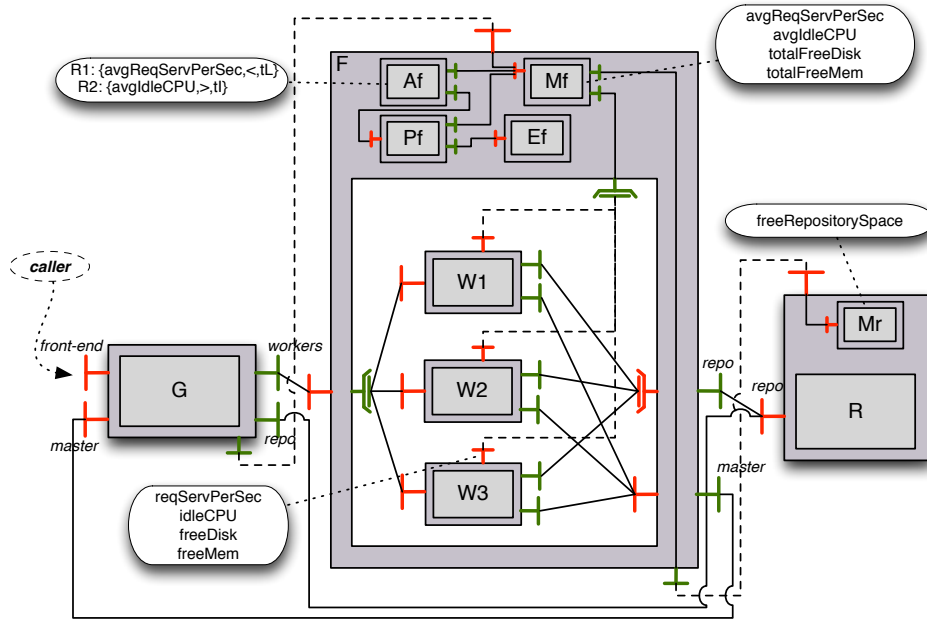 avgReqServPerSec
avgIdleCPU
totalFreeDisk
totalFreeMem
R1: {avgReqServPerSec,<,tL}
R2: {avgIdleCPU,>,tI}
F
Af
Mf
Pf
Ef
freeRepositorySpace
caller
W1
Mr
front-end
workers
G
W2
repo
repo
R
master
repo
W3
master
reqServPerSec
idleCPU
freeDisk
freeMem